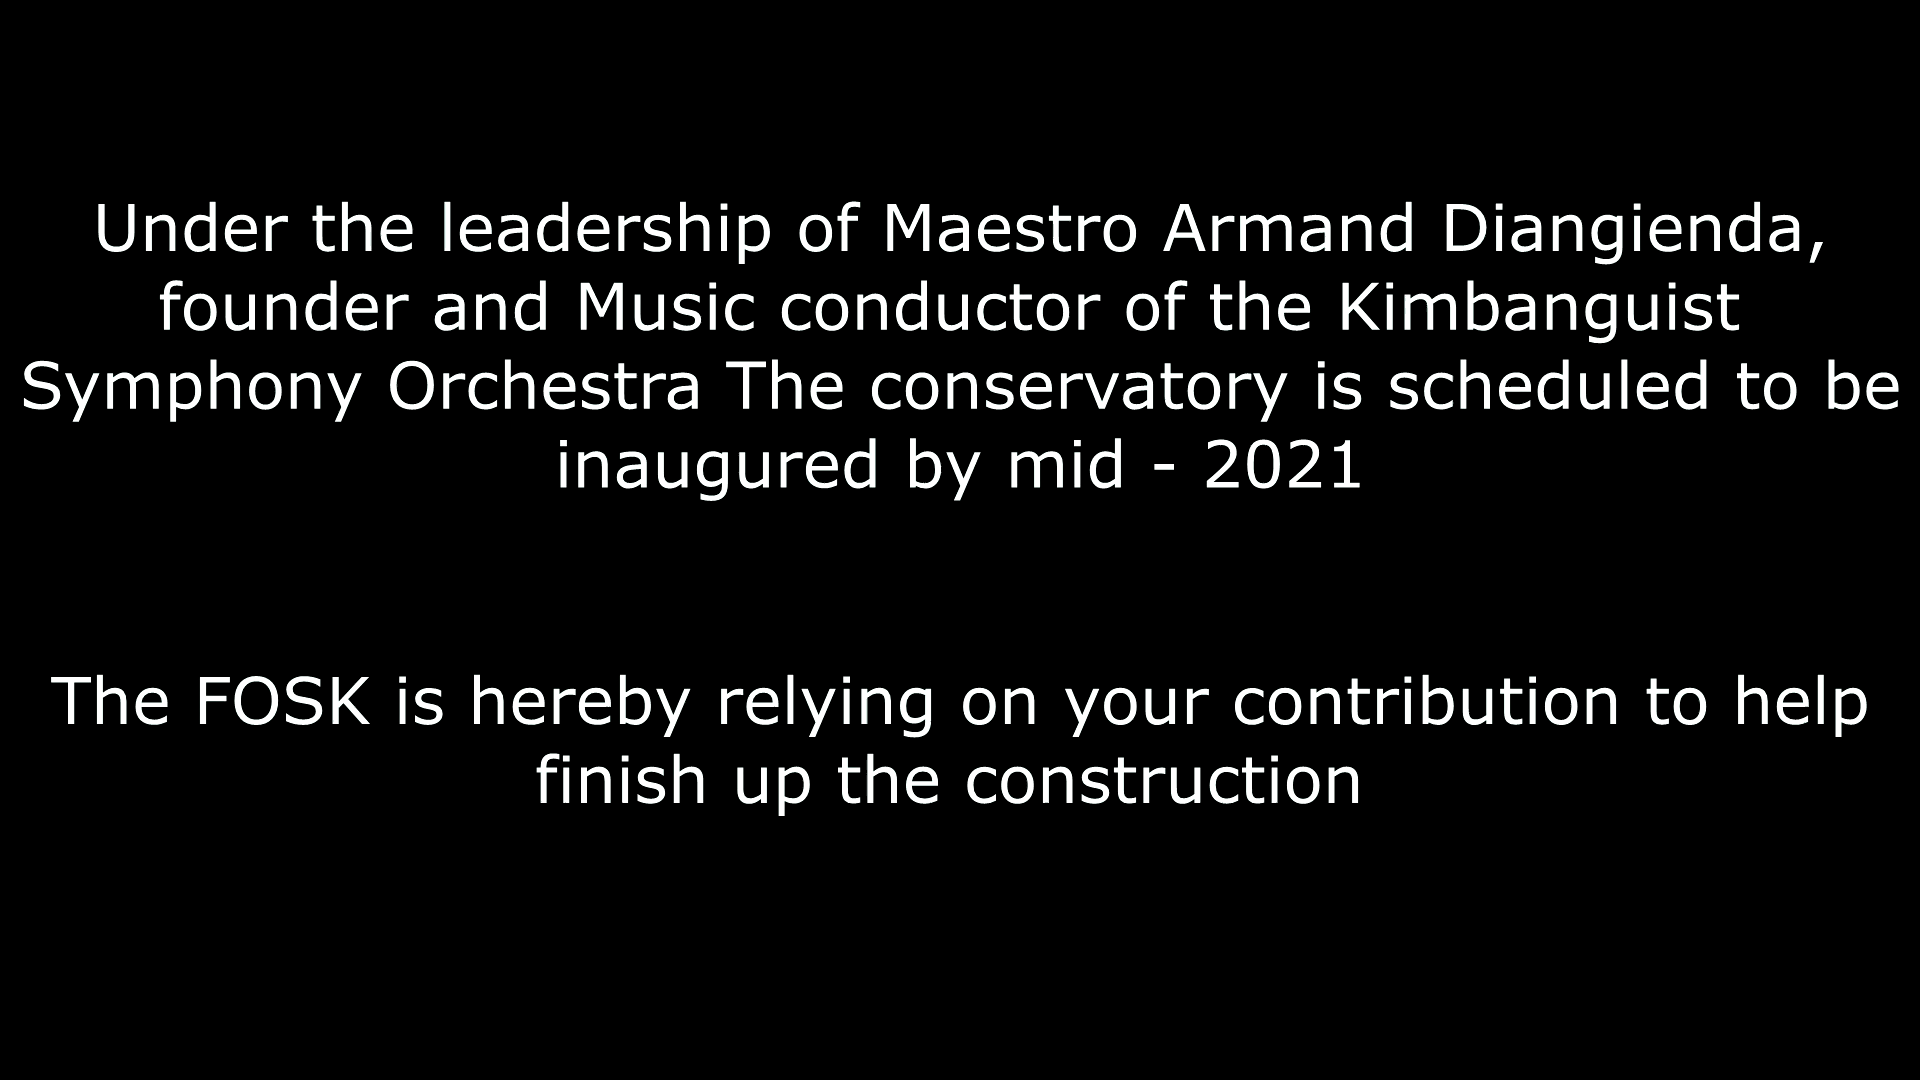 Under the leadership of Maestro Armand Diangienda,
founder and Music conductor of the Kimbanguist
Symphony Orchestra The conservatory is scheduled to be
inaugured by mid - 2021
The FOSK is hereby relying on your contribution to help
finish up the construction